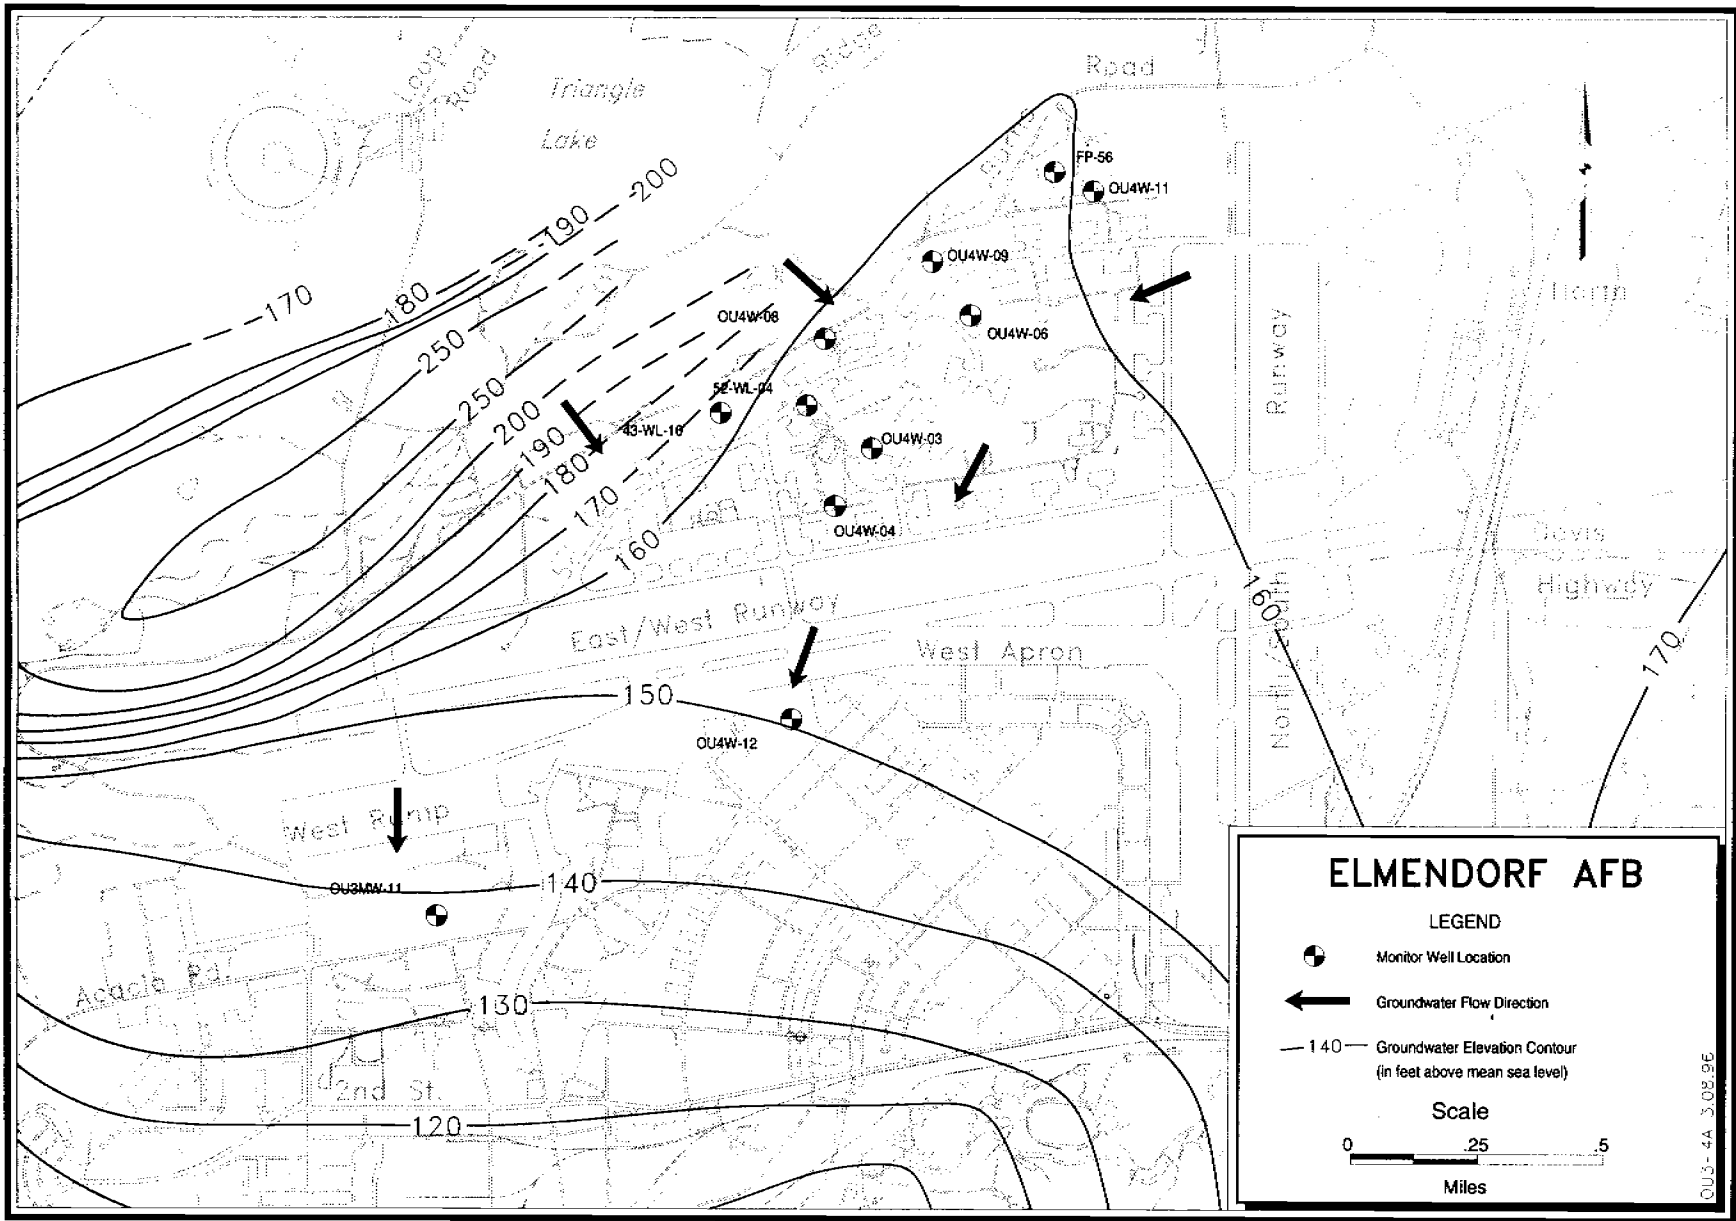 Loop
Road
Triangle
Lake
Ridge
Road
FP-56
OU4W-11
-200
-190
-180
-170
OU4W-09
OU4W-08
OU4W-06
North
Runway
250
250
52-WL-04
200
43-WL-16
190
OU4W-03
180
170
OU4W-04
160
Davis
Highway
160
East/West Runway
West Apron
North/South
170
150
OU4W-12
West Ramp
OU3MW-11
140
Acacia Rd.
130
2nd St.
120
ELMENDORF AFB
LEGEND
Monitor Well Location
Groundwater Flow Direction
140 Groundwater Elevation Contour
(in feet above mean sea level)
Scale
0 .25 .5
Miles
OU3-4A 3.08.96